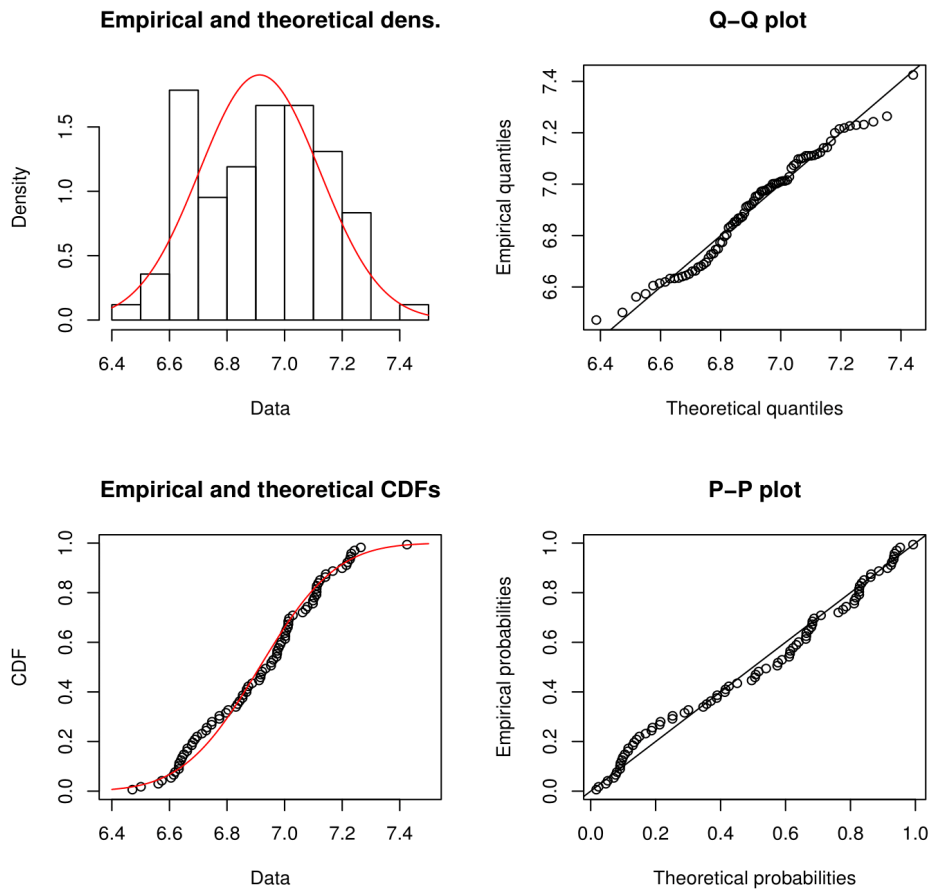 Empirical and theoretical dens.
Density
0.0 0.5 1.0 1.5
6.4 6.6 6.8 7.0 7.2 7.4
Data
Q−Q plot
Empirical quantiles
6.6 6.8 7.0 7.2 7.4
6.4 6.6 6.8 7.0 7.2 7.4
Theoretical quantiles
Empirical and theoretical CDFs
CDF
0.0 0.2 0.4 0.6 0.8 1.0
6.4 6.6 6.8 7.0 7.2 7.4
Data
P−P plot
Empirical probabilities
0.0 0.2 0.4 0.6 0.8 1.0
0.0 0.2 0.4 0.6 0.8 1.0
Theoretical probabilities